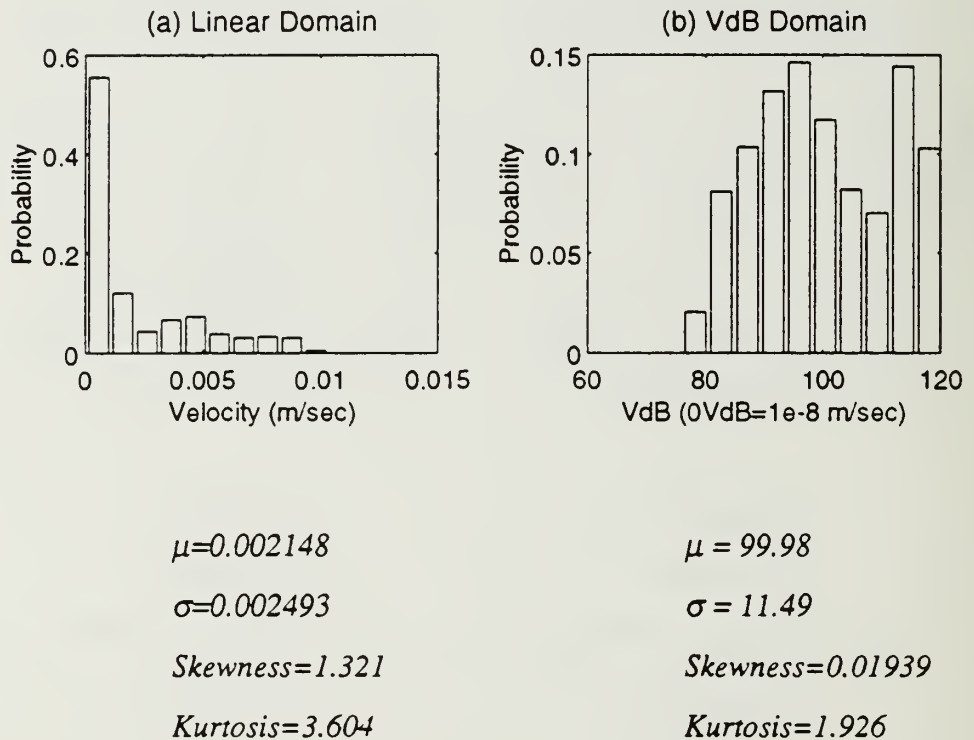 (a) Linear Domain
0.6
0.4
0.2
0
Probability
0 0.005 0.01 0.015
Velocity (m/sec)
μ=0.002148
σ=0.002493
Skewness=1.321
Kurtosis=3.604
(b) VdB Domain
0.15
0.1
0.05
0
Probability
60 80 100 120
VdB (0VdB=1e-8 m/sec)
μ = 99.98
σ = 11.49
Skewness=0.01939
Kurtosis=1.926